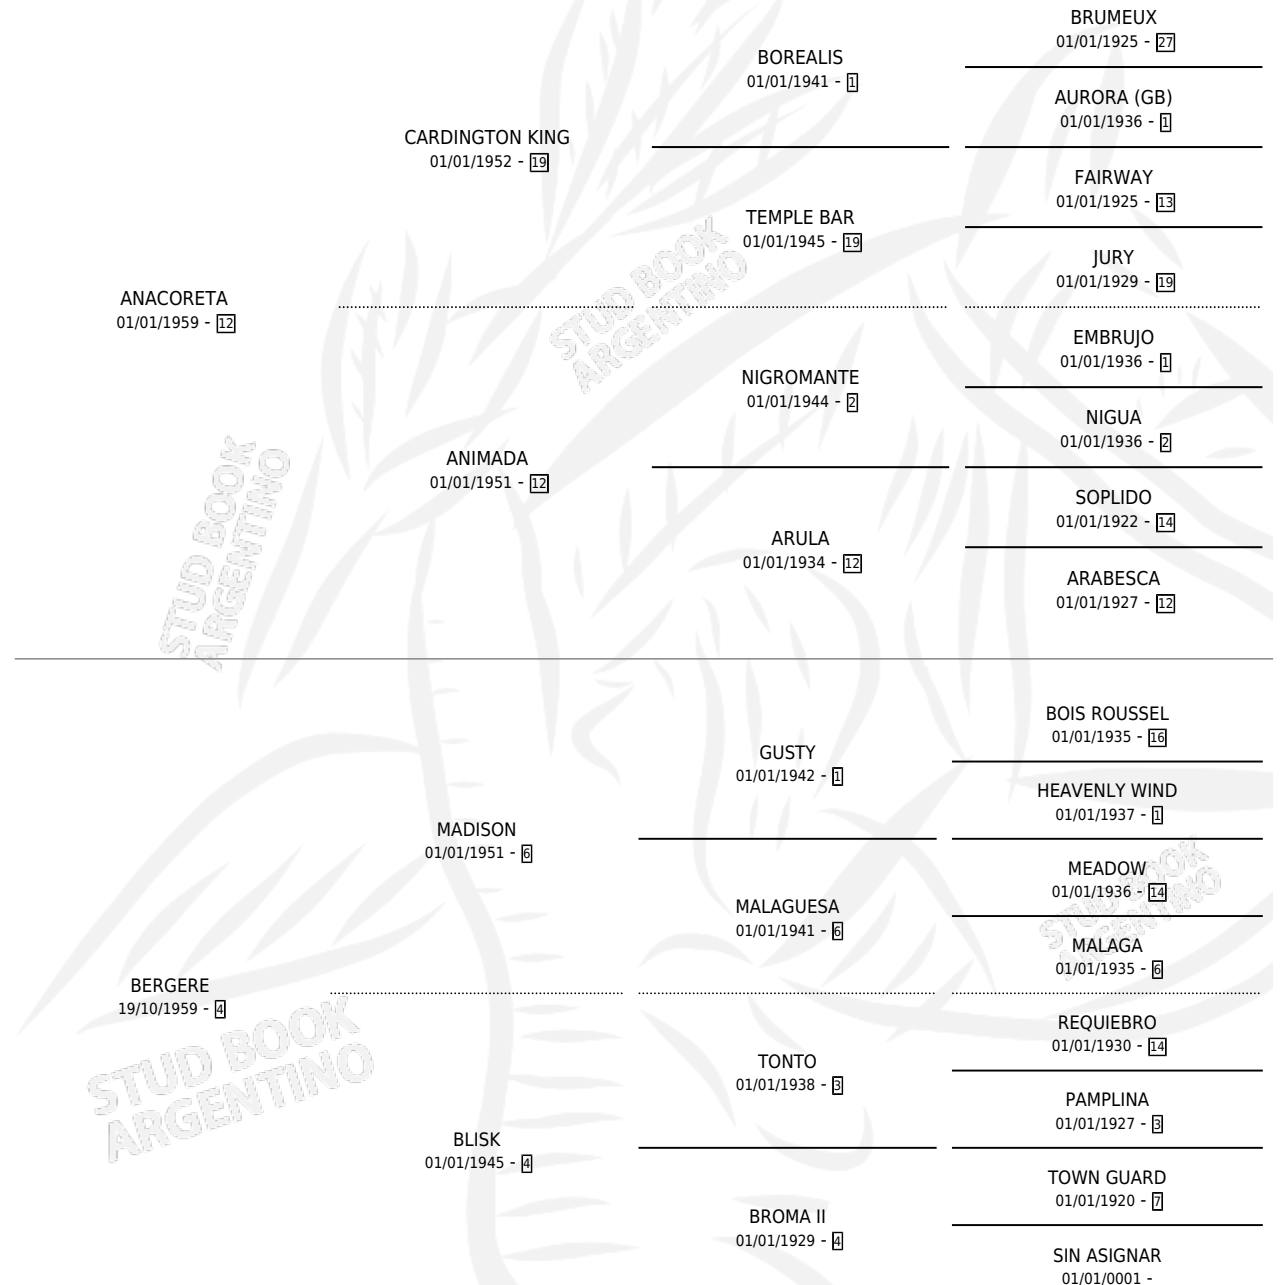 BRUMEUX
01/01/1925 - 27
BOREALIS
01/01/1941 - 1
AURORA (GB)
01/01/1936 - 1
CARDINGTON KING
01/01/1952 - 19
FAIRWAY
01/01/1925 - 13
TEMPLE BAR
01/01/1945 - 19
JURY
01/01/1929 - 19
ANACORETA
01/01/1959 - 12
EMBRUJO
01/01/1936 - 1
NIGROMANTE
01/01/1944 - 2
NIGUA
01/01/1936 - 2
ANIMADA
01/01/1951 - 12
SOPLIDO
01/01/1922 - 14
ARULA
01/01/1934 - 12
ARABESCA
01/01/1927 - 12
STUD BOOK
ARGENTINO
STUD BOOK
ARGENTINO
BOIS ROUSSEL
01/01/1935 - 16
GUSTY
01/01/1942 - 1
HEAVENLY WIND
01/01/1937 - 1
MADISON
01/01/1951 - 6
MEADOW
01/01/1936 - 14
MALAGUESA
01/01/1941 - 6
MALAGA
01/01/1935 - 6
STUD BOOK
ARGENTINO
BERGERE
19/10/1959 - 4
REQUIEBRO
01/01/1930 - 14
TONTO
01/01/1938 - 3
PAMPLINA
01/01/1927 - 3
BLISK
01/01/1945 - 4
TOWN GUARD
01/01/1920 - 7
BROMA II
01/01/1929 - 4
SIN ASIGNAR
01/01/0001 -
STUD BOOK
ARGENTINO